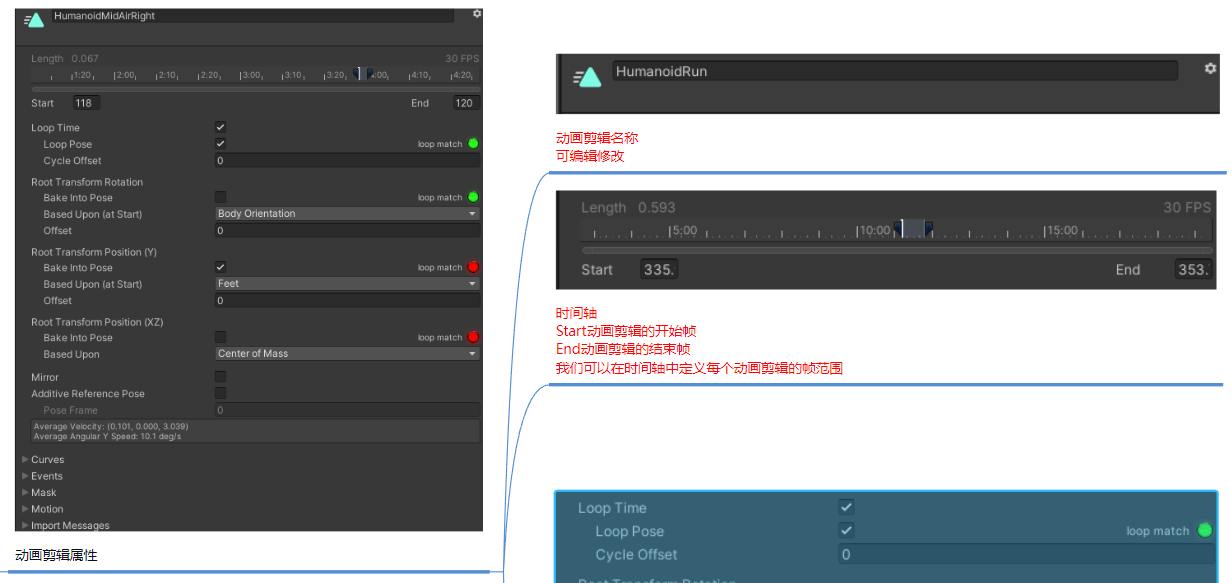 HumanoidMidAirRight
Length 0.067 30 FPS
1:20 2:00 2:10 2:20 3:00 3:10 3:20 4:00 4:10 4:20
Start 118 End 120
Loop Time
Loop Pose loop match
Cycle Offset 0
Root Transform Rotation
Bake Into Pose loop match
Based Upon (at Start) Body Orientation
Offset 0
Root Transform Position (Y)
Bake Into Pose loop match
Based Upon (at Start) Feet
Offset 0
Root Transform Position (XZ)
Bake Into Pose loop match
Based Upon Center of Mass
Mirror
Additive Reference Pose
Pose Frame 0
Average Velocity: (0.101, 0.000, 3.039)
Average Angular Y Speed: 10.1 deg/s
Curves
Events
Mask
Motion
Import Messages
动画剪辑属性
HumanoidRun
动画剪辑名称
可编辑修改
Length 0.593 30 FPS
5:00 10:00 15:00
Start 335. End 353.
时间轴
Start动画剪辑的开始帧
End动画剪辑的结束帧
我们可以在时间轴中定义每个动画剪辑的帧范围
Loop Time
Loop Pose loop match
Cycle Offset 0